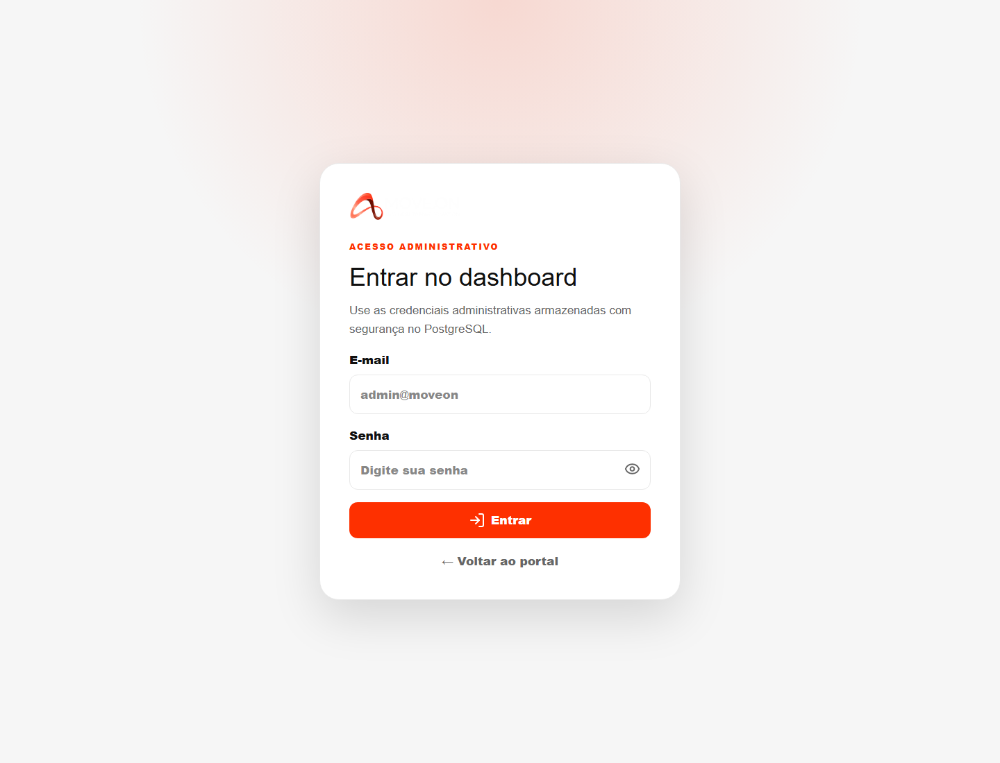 ACESSO ADMINISTRATIVO
Entrar no dashboard
Use as credenciais administrativas armazenadas com
segurança no PostgreSQL.
E-mail
admin@moveon
Senha
Digite sua senha
Entrar
← Voltar ao portal